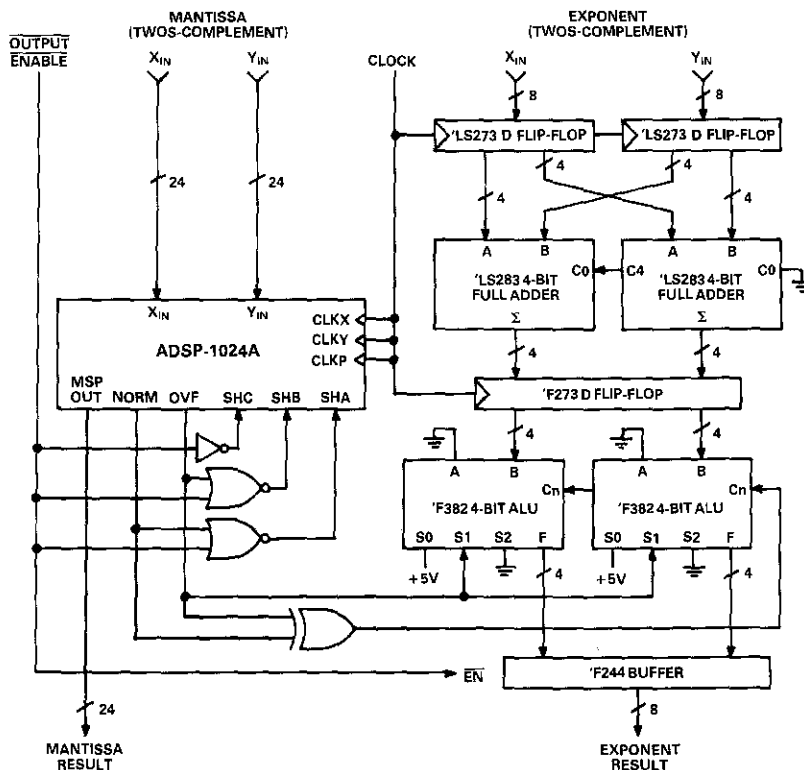 MANTISSA
(TWOS-COMPLEMENT)
EXPONENT
(TWOS-COMPLEMENT)
OUTPUT
ENABLE
XIN
YIN
CLOCK
XIN
YIN
8
8
'LS273 D FLIP-FLOP
'LS273 D FLIP-FLOP
24
24
4
4
4
4
A
B
A
B
'LS283 4-BIT
FULL ADDER
C0
C4
'LS283 4-BIT
FULL ADDER
C0
Σ
Σ
XIN
YIN
CLKX
ADSP-1024A
CLKY
CLKP
MSP
OUT
NORM
OVF
SHC
SHB
SHA
4
4
'F273 D FLIP-FLOP
4
4
A
B
A
B
Cn
Cn
'F382 4-BIT ALU
'F382 4-BIT ALU
S0
S1
S2
F
S0
S1
S2
F
+5V
4
+5V
4
EN
'F244 BUFFER
24
8
MANTISSA
RESULT
EXPONENT
RESULT